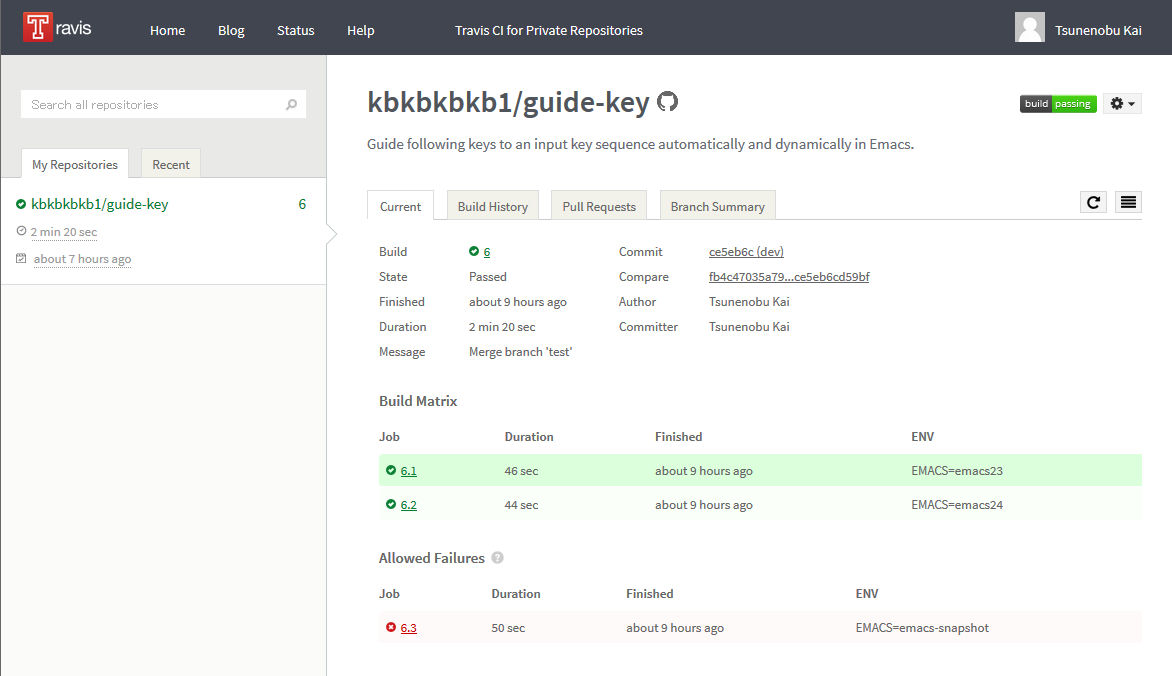 Travis Home Blog Status Help Travis CI for Private Repositories Tsunenobu Kai
Search all repositories
My Repositories Recent
kbkbkbkb1/guide-key 6
2 min 20 sec
about 7 hours ago
kbkbkbkb1/guide-key
build passing
Guide following keys to an input key sequence automatically and dynamically in Emacs.
Current Build History Pull Requests Branch Summary
Build 6 Commit ce5eb6c (dev)
State Passed Compare fb4c47035a79...ce5eb6cd59bf
Finished about 9 hours ago Author Tsunenobu Kai
Duration 2 min 20 sec Committer Tsunenobu Kai
Message Merge branch 'test'
Build Matrix
Job Duration Finished ENV
6.1 46 sec about 9 hours ago EMACS=emacs23
6.2 44 sec about 9 hours ago EMACS=emacs24
Allowed Failures ?
Job Duration Finished ENV
6.3 50 sec about 9 hours ago EMACS=emacs-snapshot